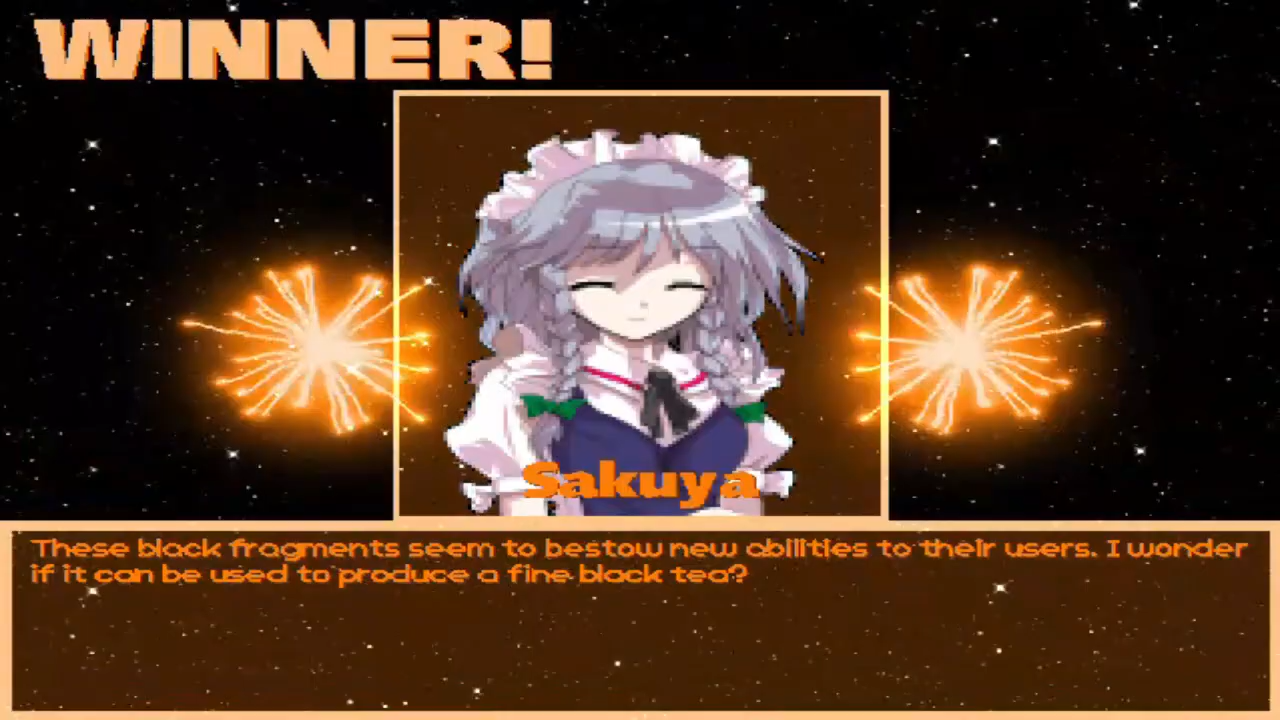 WINNER!
Sakuya
These black fragments seem to bestow new abilities to their users. I wonder
if it can be used to produce a fine black tea?